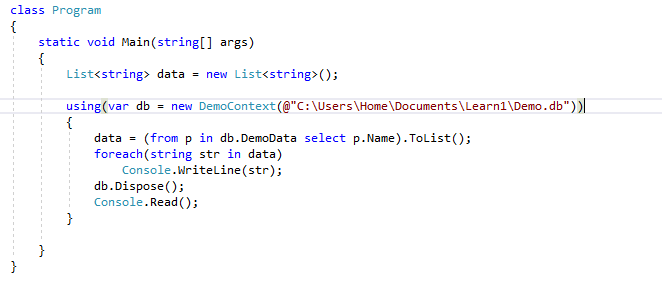 class Program
{
static void Main(string[] args)
{
List<string> data = new List<string>();
using(var db = new DemoContext(@"C:\Users\Home\Documents\Learn1\Demo.db"))
{
data = (from p in db.DemoData select p.Name).ToList();
foreach(string str in data)
Console.WriteLine(str);
db.Dispose();
Console.Read();
}
}
}